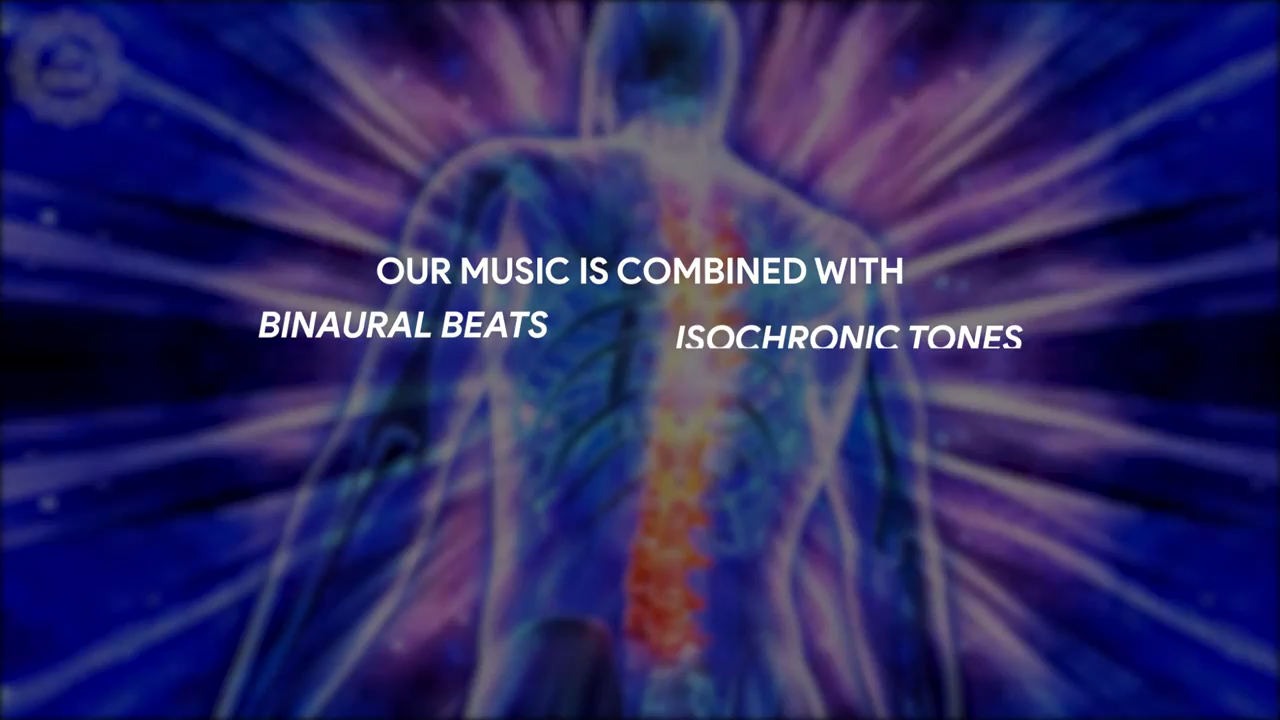 OUR MUSIC IS COMBINED WITH
BINAURAL BEATS ISOCHRONIC TONES